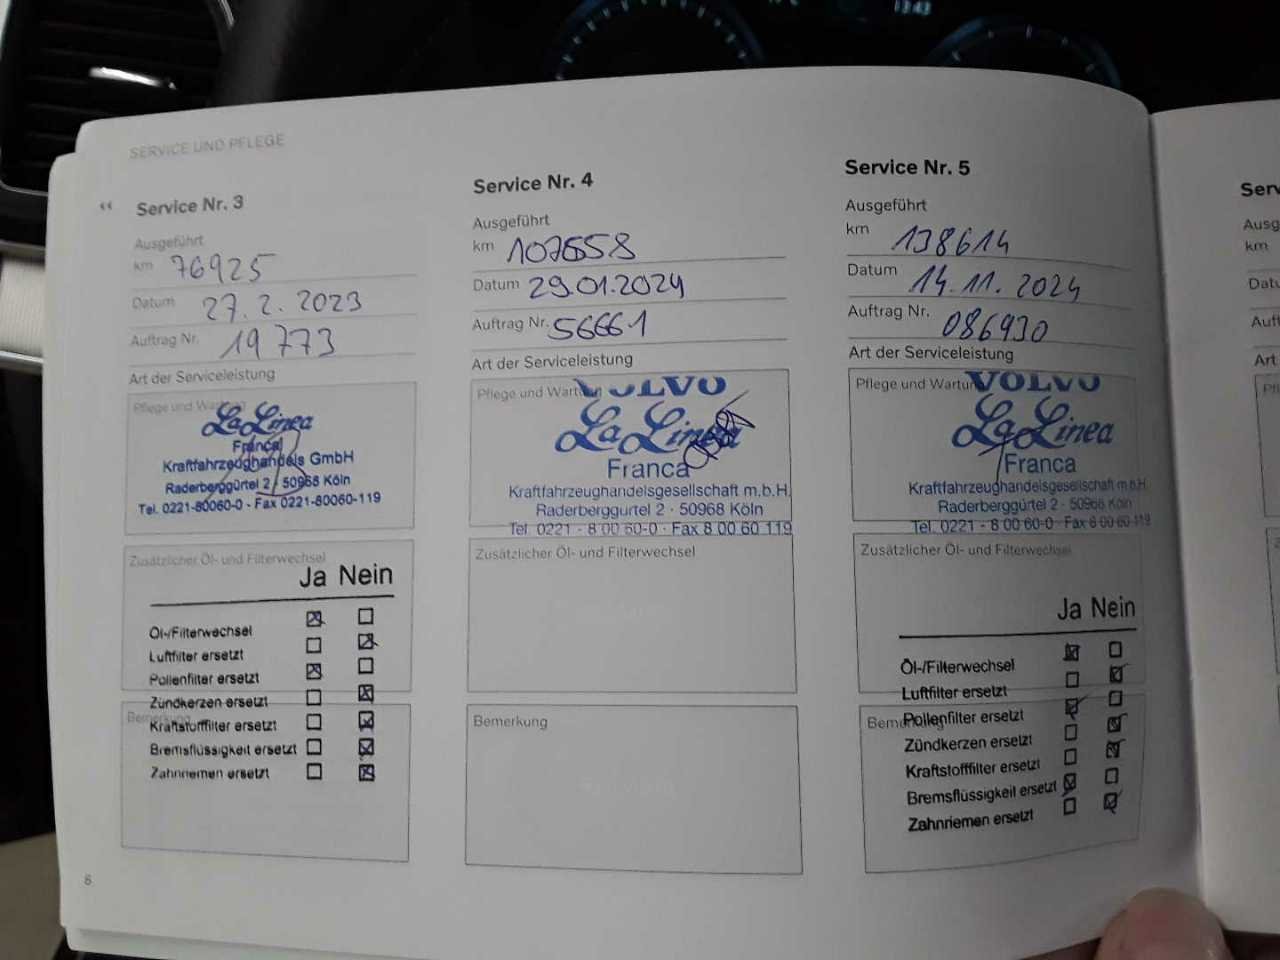 13:43
SERVICE UND PFLEGE
Service Nr. 3
Ausgeführt
km 76925
Datum 27. 2. 2023
Auftrag Nr. 19773
Art der Serviceleistung
Pflege und Wartung
La Linea
Franca
Kraftfahrzeughandels GmbH
Raderberggürtel 2 · 50968 Köln
Tel. 0221-80060-0 · Fax 0221-80060-119
Zusätzlicher Öl- und Filterwechsel
Ja Nein
Öl-/Filterwechsel
Luftfilter ersetzt
Pollenfilter ersetzt
Zündkerzen ersetzt
Bemerkung
Kraftstofffilter ersetzt
Bremsflüssigkeit ersetzt
Zahnriemen ersetzt
Service Nr. 4
Ausgeführt
km 107658
Datum 29.01.2024
Auftrag Nr. 56661
Art der Serviceleistung
Pflege und Wartung
VOLVO
La Linea
Franca
Kraftfahrzeughandelsgesellschaft m.b.H.
Raderberggurtel 2 · 50968 Köln
Tel. 0221 - 8 00 60-0 · Fax 8 00 60 119
Zusätzlicher Öl- und Filterwechsel
Bemerkung
Service Nr. 5
Ausgeführt
km 138614
Datum 14.11. 2024
Auftrag Nr. 086930
Art der Serviceleistung
Pflege und Wartung
VOLVO
La Linea
Franca
Kraftfahrzeughandelsgesellschaft m.b.H.
Raderberggürtel 2 · 50968 Köln
Tel. 0221 - 8 00 60-0 · Fax 8 00 60 119
Zusätzlicher Öl- und Filterwechsel
Ja Nein
Öl-/Filterwechsel
Luftfilter ersetzt
Bemerkung
Pollenfilter ersetzt
Zündkerzen ersetzt
Kraftstofffilter ersetzt
Bremsflüssigkeit ersetzt
Zahnriemen ersetzt
km
Art